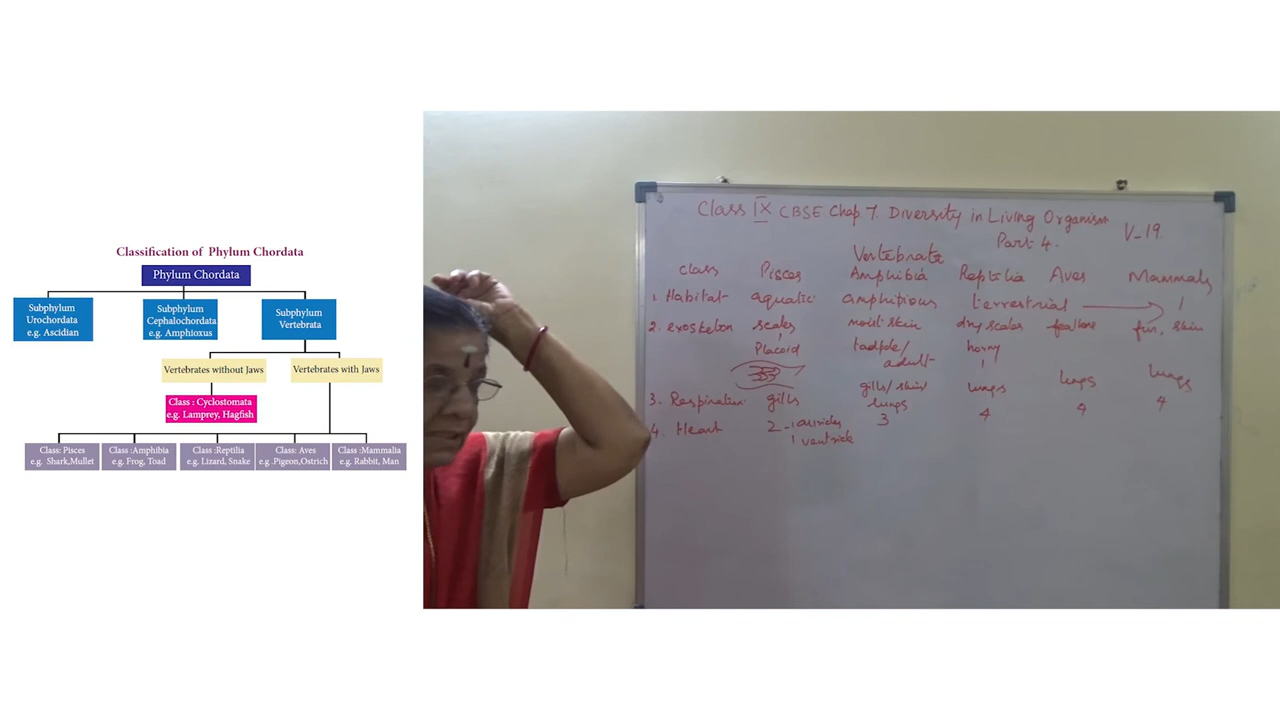 Classification of Phylum Chordata
Phylum Chordata
Subphylum
Urochordata
e.g. Ascidian
Subphylum
Cephalochordata
e.g. Amphioxus
Subphylum
Vertebrata
Vertebrates without Jaws
Vertebrates with Jaws
Class : Cyclostomata
e.g. Lamprey, Hagfish
Class: Pisces
e.g. Shark,Mullet
Class :Amphibia
e.g. Frog, Toad
Class :Reptilia
e.g. Lizard, Snake
Class: Aves
e.g .Pigeon,Ostrich
Class :Mammalia
e.g. Rabbit, Man
Class IX CBSE Chap 7. Diversity in Living Organism
Part 4. V-19
Vertebrate
Class Pisces Amphibia Reptilia Aves Mammals
1. Habitat aquatic amphibious terrestrial
2. exoskeleton scales moist skin dry scales feathers fur, skin
Placoid tadpole/ horny
adult
3. Respiration gills gills/skin/ lungs lungs lungs
lungs
4. Heart 2 - 1 auricles, 3 4 4 4
1 ventricle